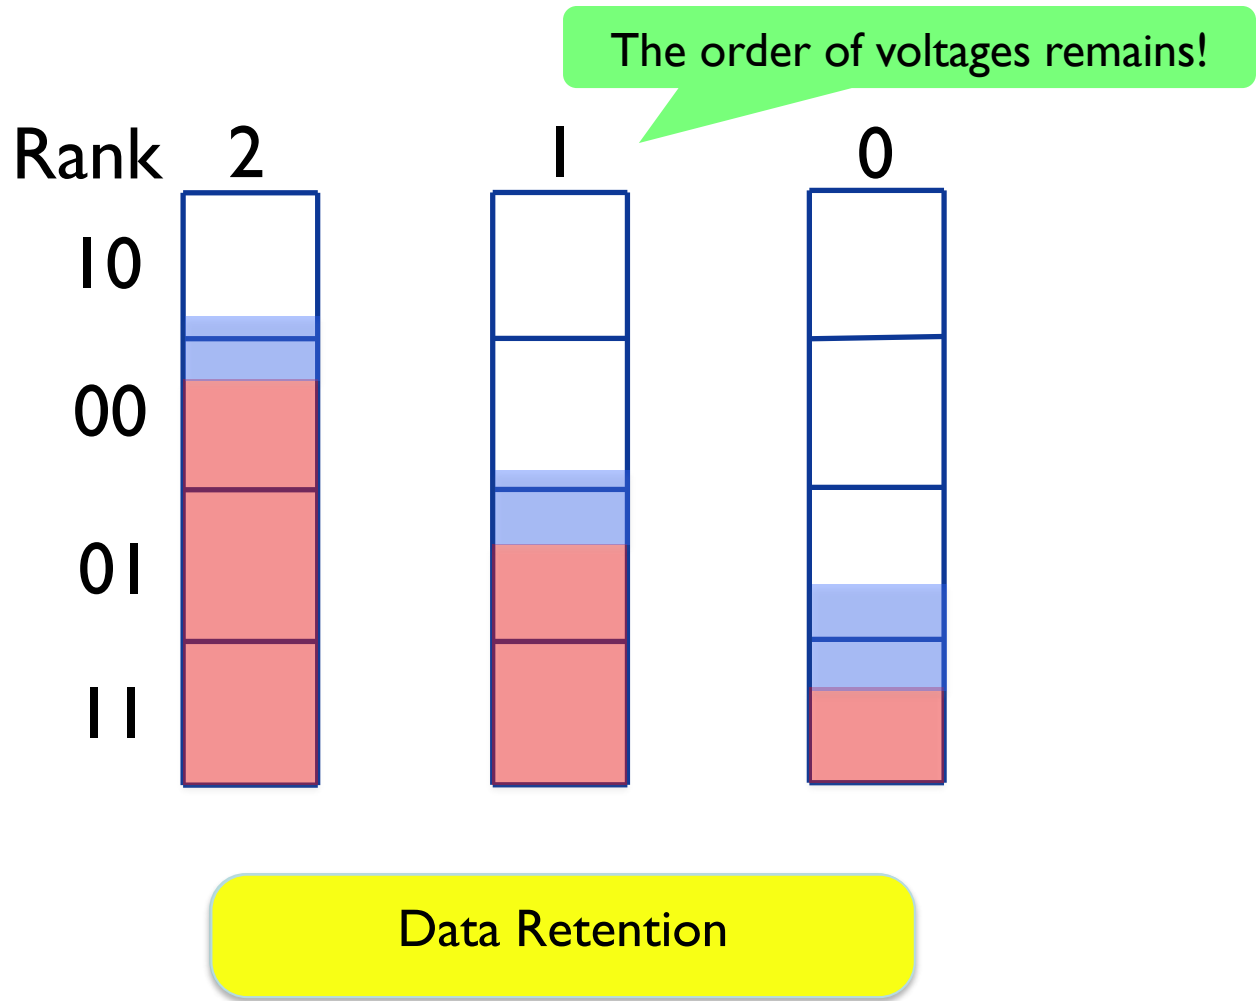 The order of voltages remains!
Rank 2 1 0
10
00
01
11
Data Retention